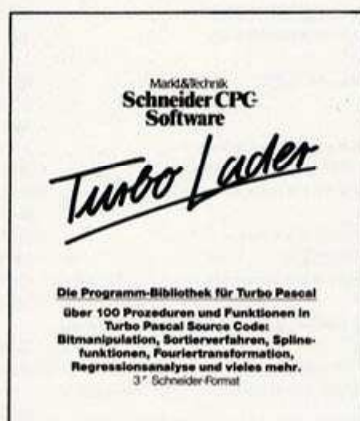 Markt&Technik
Schneider CPC-
Software
Turbo Lader
Die Programm-Bibliothek für Turbo Pascal
über 100 Prozeduren und Funktionen in
Turbo Pascal Source Code:
Bitmanipulation, Sortierverfahren, Spline-
funktionen, Fouriertransformation,
Regressionsanalyse und vieles mehr.
3" Schneider-Format